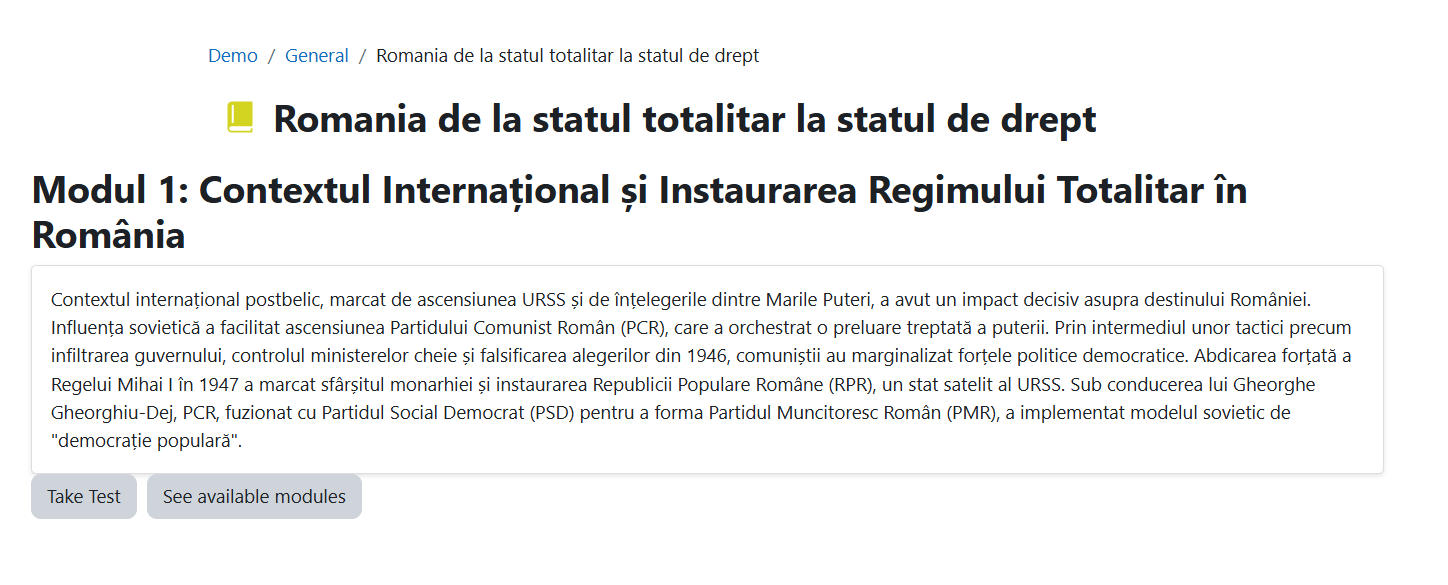 Demo / General / Romania de la statul totalitar la statul de drept
Romania de la statul totalitar la statul de drept
Modul 1: Contextul Internațional și Instaurarea Regimului Totalitar în
România
Contextul internațional postbelic, marcat de ascensiunea URSS și de înțelegerile dintre Marile Puteri, a avut un impact decisiv asupra destinului României.
Influența sovietică a facilitat ascensiunea Partidului Comunist Român (PCR), care a orchestrat o preluare treptată a puterii. Prin intermediul unor tactici precum
infiltrarea guvernului, controlul ministerelor cheie și falsificarea alegerilor din 1946, comuniștii au marginalizat forțele politice democratice. Abdicarea forțată a
Regelui Mihai I în 1947 a marcat sfârșitul monarhiei și instaurarea Republicii Populare Române (RPR), un stat satelit al URSS. Sub conducerea lui Gheorghe
Gheorghiu-Dej, PCR, fuzionat cu Partidul Social Democrat (PSD) pentru a forma Partidul Muncitoresc Român (PMR), a implementat modelul sovietic de
"democrație populară".
Take Test See available modules